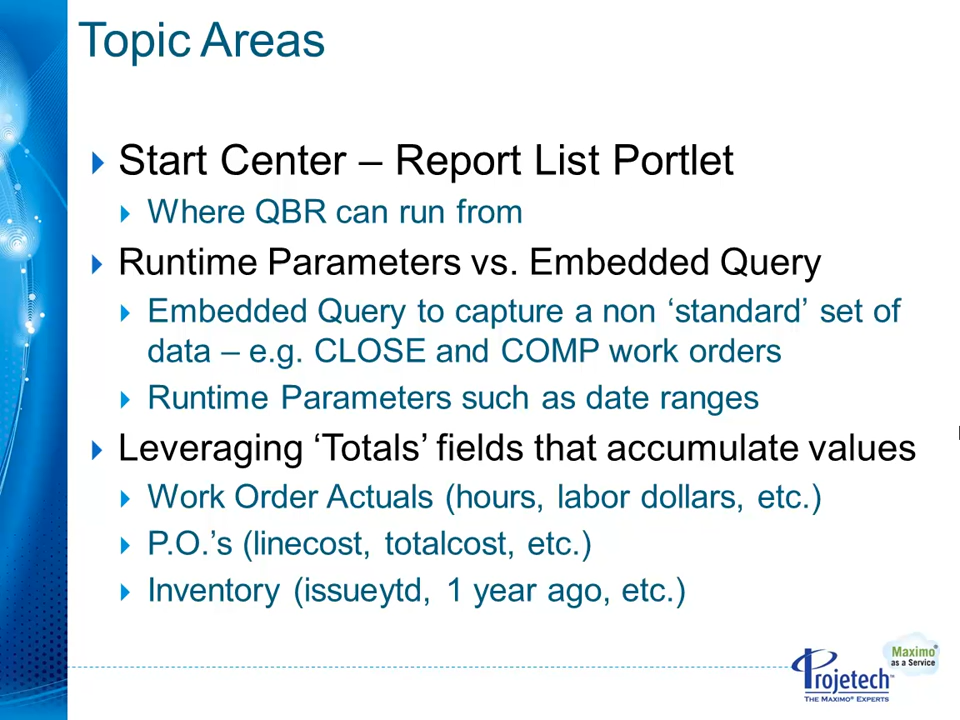 Topic Areas
Start Center – Report List Portlet
Where QBR can run from
Runtime Parameters vs. Embedded Query
Embedded Query to capture a non ‘standard’ set of
data – e.g. CLOSE and COMP work orders
Runtime Parameters such as date ranges
Leveraging ‘Totals’ fields that accumulate values
Work Order Actuals (hours, labor dollars, etc.)
P.O.’s (linecost, totalcost, etc.)
Inventory (issueytd, 1 year ago, etc.)
Projetech™
THE MAXIMO® EXPERTS
Maximo®
as a Service